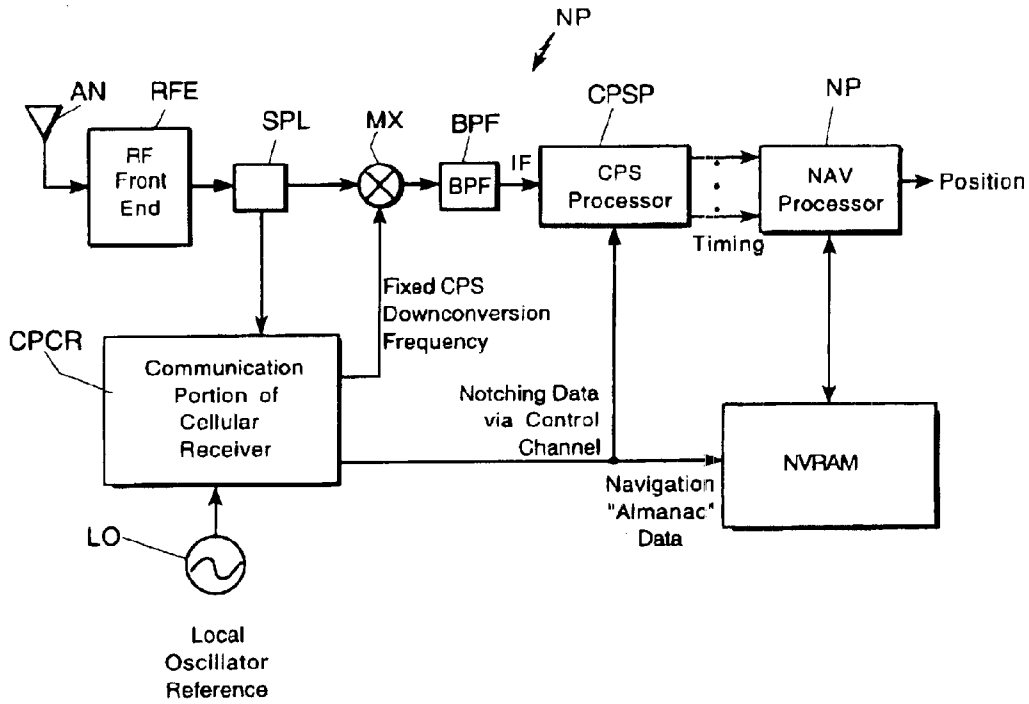 NP
AN
RFE
SPL
MX
BPF
CPSP
NP
RF
Front
End
BPF
IF
CPS
Processor
NAV
Processor
Position
Timing
Fixed CPS
Downconversion
Frequency
CPCR
Communication
Portion of
Cellular
Receiver
Notching Data
via Control
Channel
NVRAM
Navigation
"Almanac"
Data
LO
Local
Oscillator
Reference